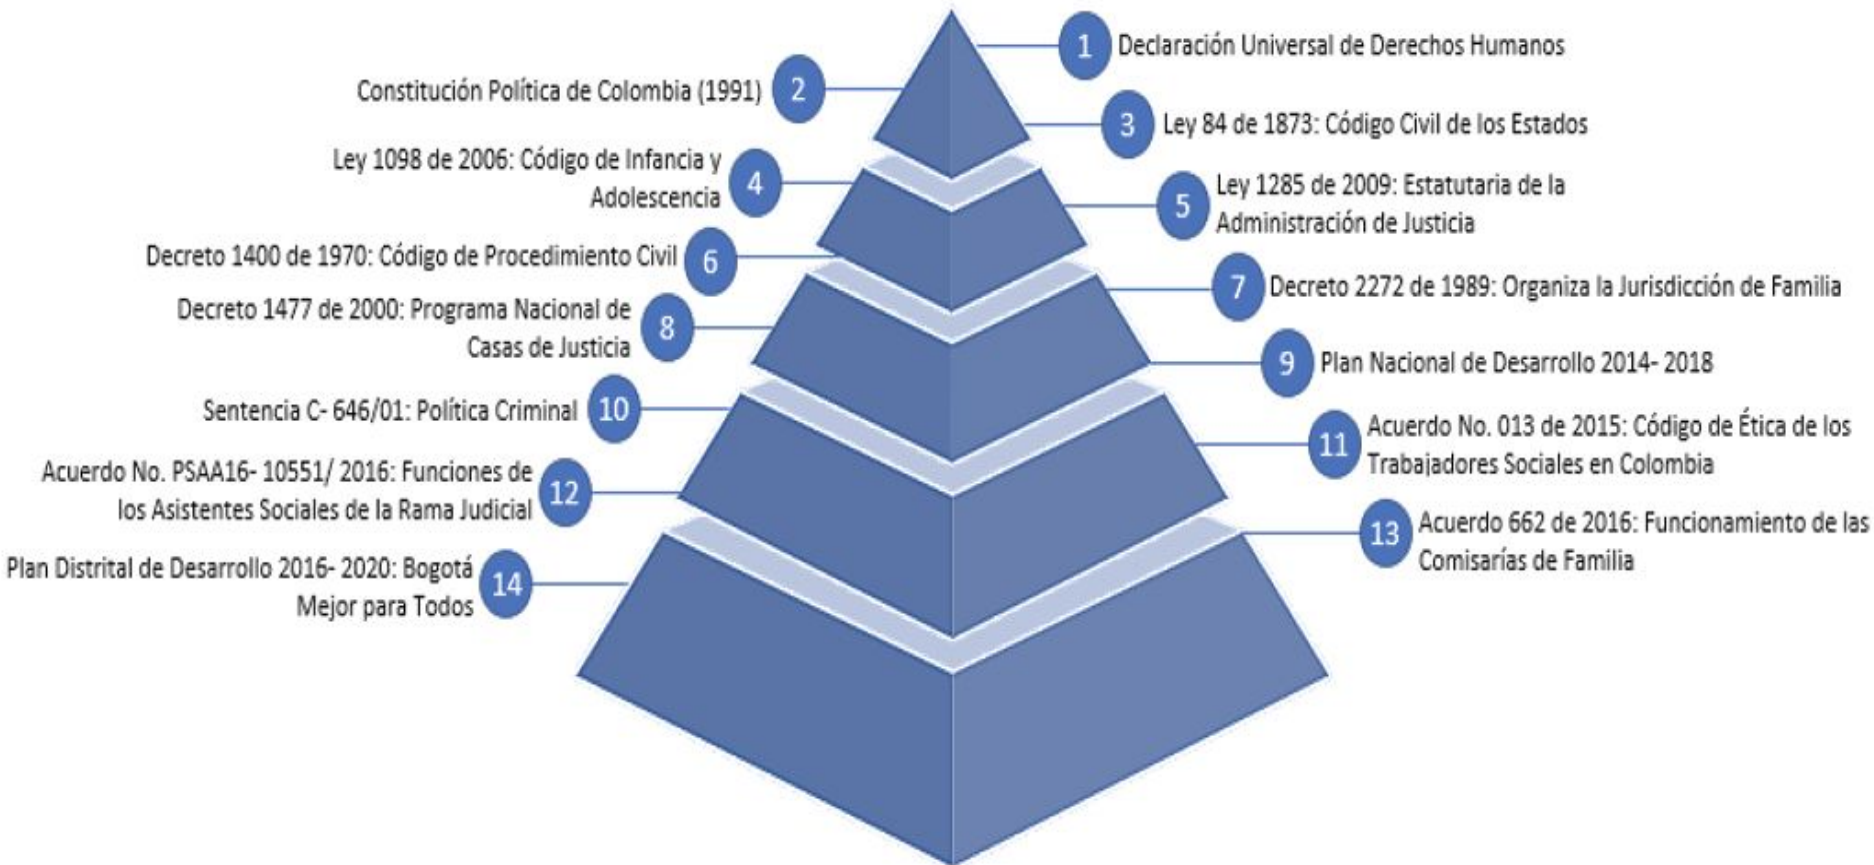 1
Declaración Universal de Derechos Humanos
2
Constitución Política de Colombia (1991)
3
Ley 84 de 1873: Código Civil de los Estados
4
Ley 1098 de 2006: Código de Infancia y
Adolescencia
5
Ley 1285 de 2009: Estatutaria de la
Administración de Justicia
6
Decreto 1400 de 1970: Código de Procedimiento Civil
7
Decreto 2272 de 1989: Organiza la Jurisdicción de Familia
8
Decreto 1477 de 2000: Programa Nacional de
Casas de Justicia
9
Plan Nacional de Desarrollo 2014- 2018
10
Sentencia C- 646/01: Política Criminal
11
Acuerdo No. 013 de 2015: Código de Ética de los
Trabajadores Sociales en Colombia
12
Acuerdo No. PSAA16- 10551/ 2016: Funciones de
los Asistentes Sociales de la Rama Judicial
13
Acuerdo 662 de 2016: Funcionamiento de las
Comisarías de Familia
14
Plan Distrital de Desarrollo 2016- 2020: Bogotá
Mejor para Todos